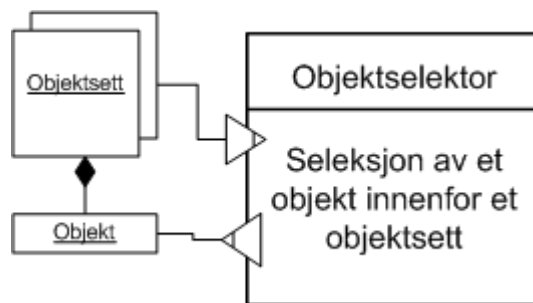 Objektsett
Objekt
Objektselektor
Seleksjon av et
objekt innenfor et
objektsett